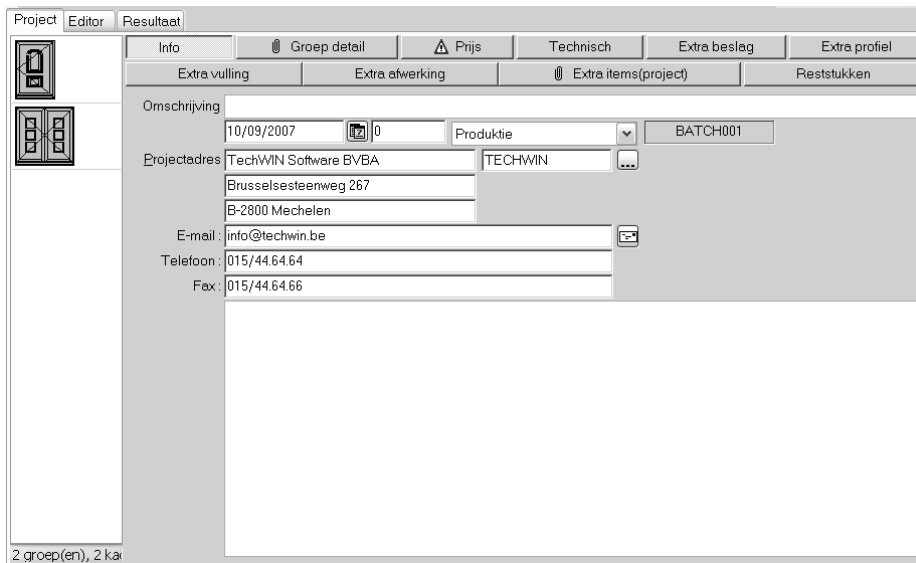 Project Editor Resultaat
Info Groep detail Prijs Technisch Extra beslag Extra profiel
Extra vulling Extra afwerking Extra items(project) Reststukken
Omschrijving
10/09/2007 0 Produktie BATCH001
Projectadres TechWIN Software BVBA TECHWIN ...
Brusselsesteenweg 267
B-2800 Mechelen
E-mail : info@techwin.be
Telefoon : 015/44.64.64
Fax : 015/44.64.66
2 groep(en), 2 ka